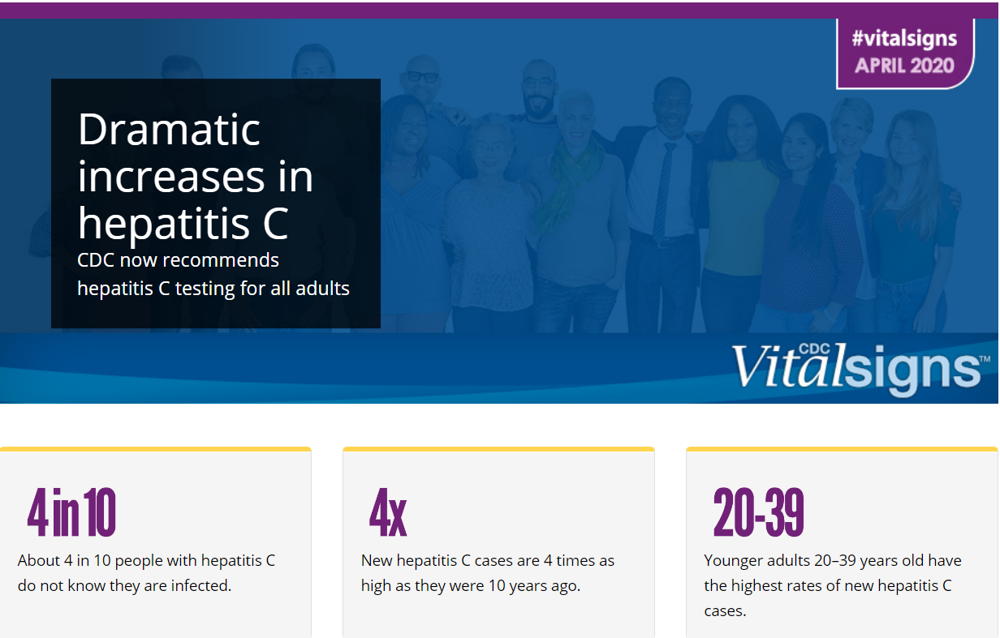 #vitalsigns
APRIL 2020
Dramatic
increases in
hepatitis C
CDC now recommends
hepatitis C testing for all adults
CDC
Vitalsigns™
4 in 10
About 4 in 10 people with hepatitis C
do not know they are infected.
4x
New hepatitis C cases are 4 times as
high as they were 10 years ago.
20-39
Younger adults 20–39 years old have
the highest rates of new hepatitis C
cases.